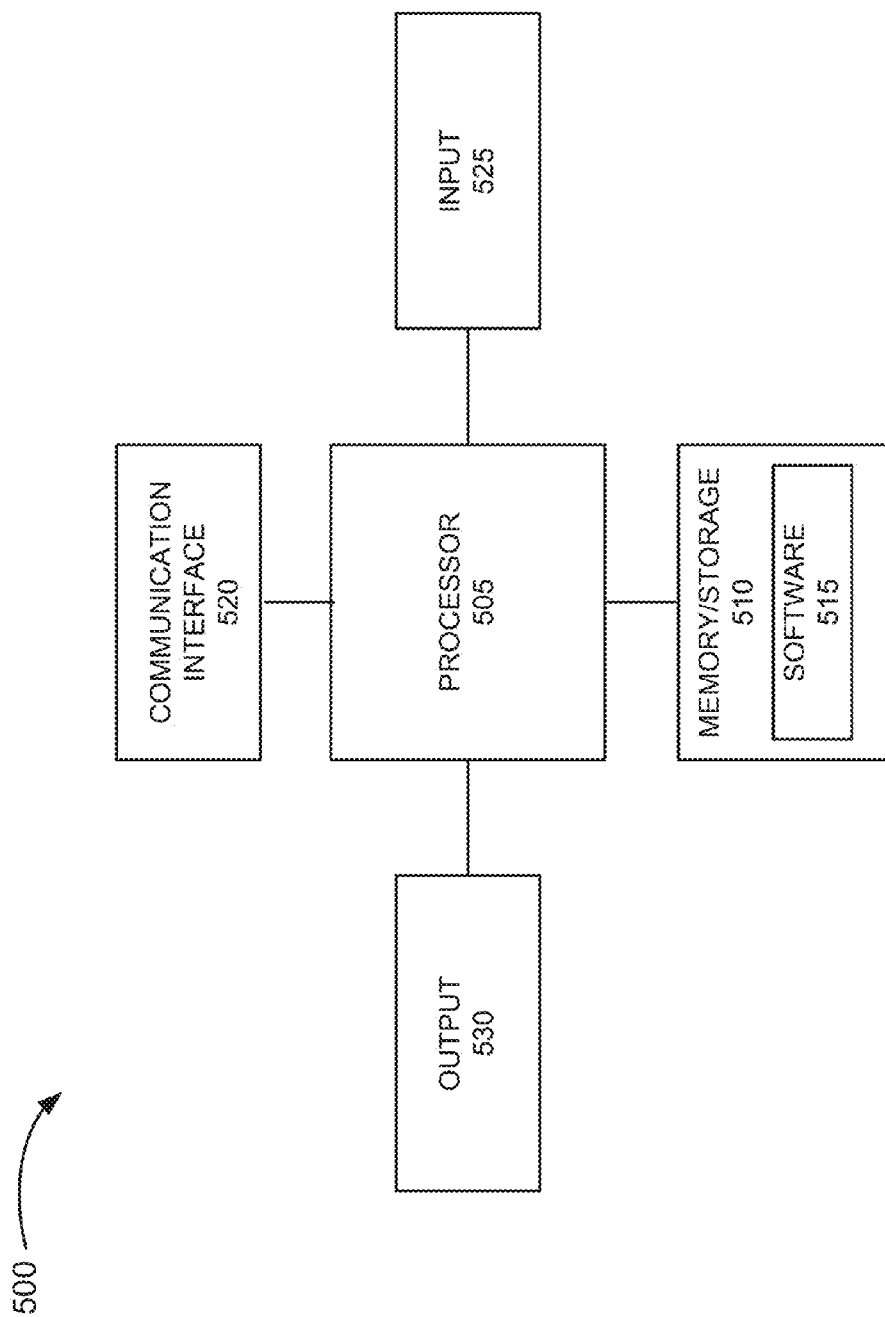 500
COMMUNICATION
INTERFACE
520
OUTPUT
530
PROCESSOR
505
INPUT
525
MEMORY/STORAGE
510
SOFTWARE
515